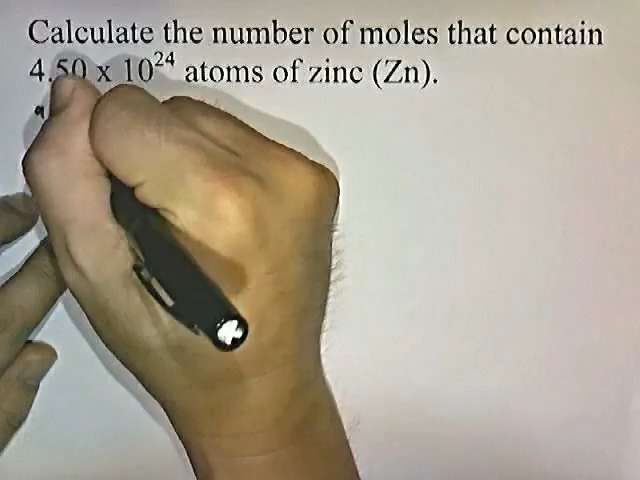 Calculate the number of moles that contain
4.50 x 10²⁴ atoms of zinc (Zn).